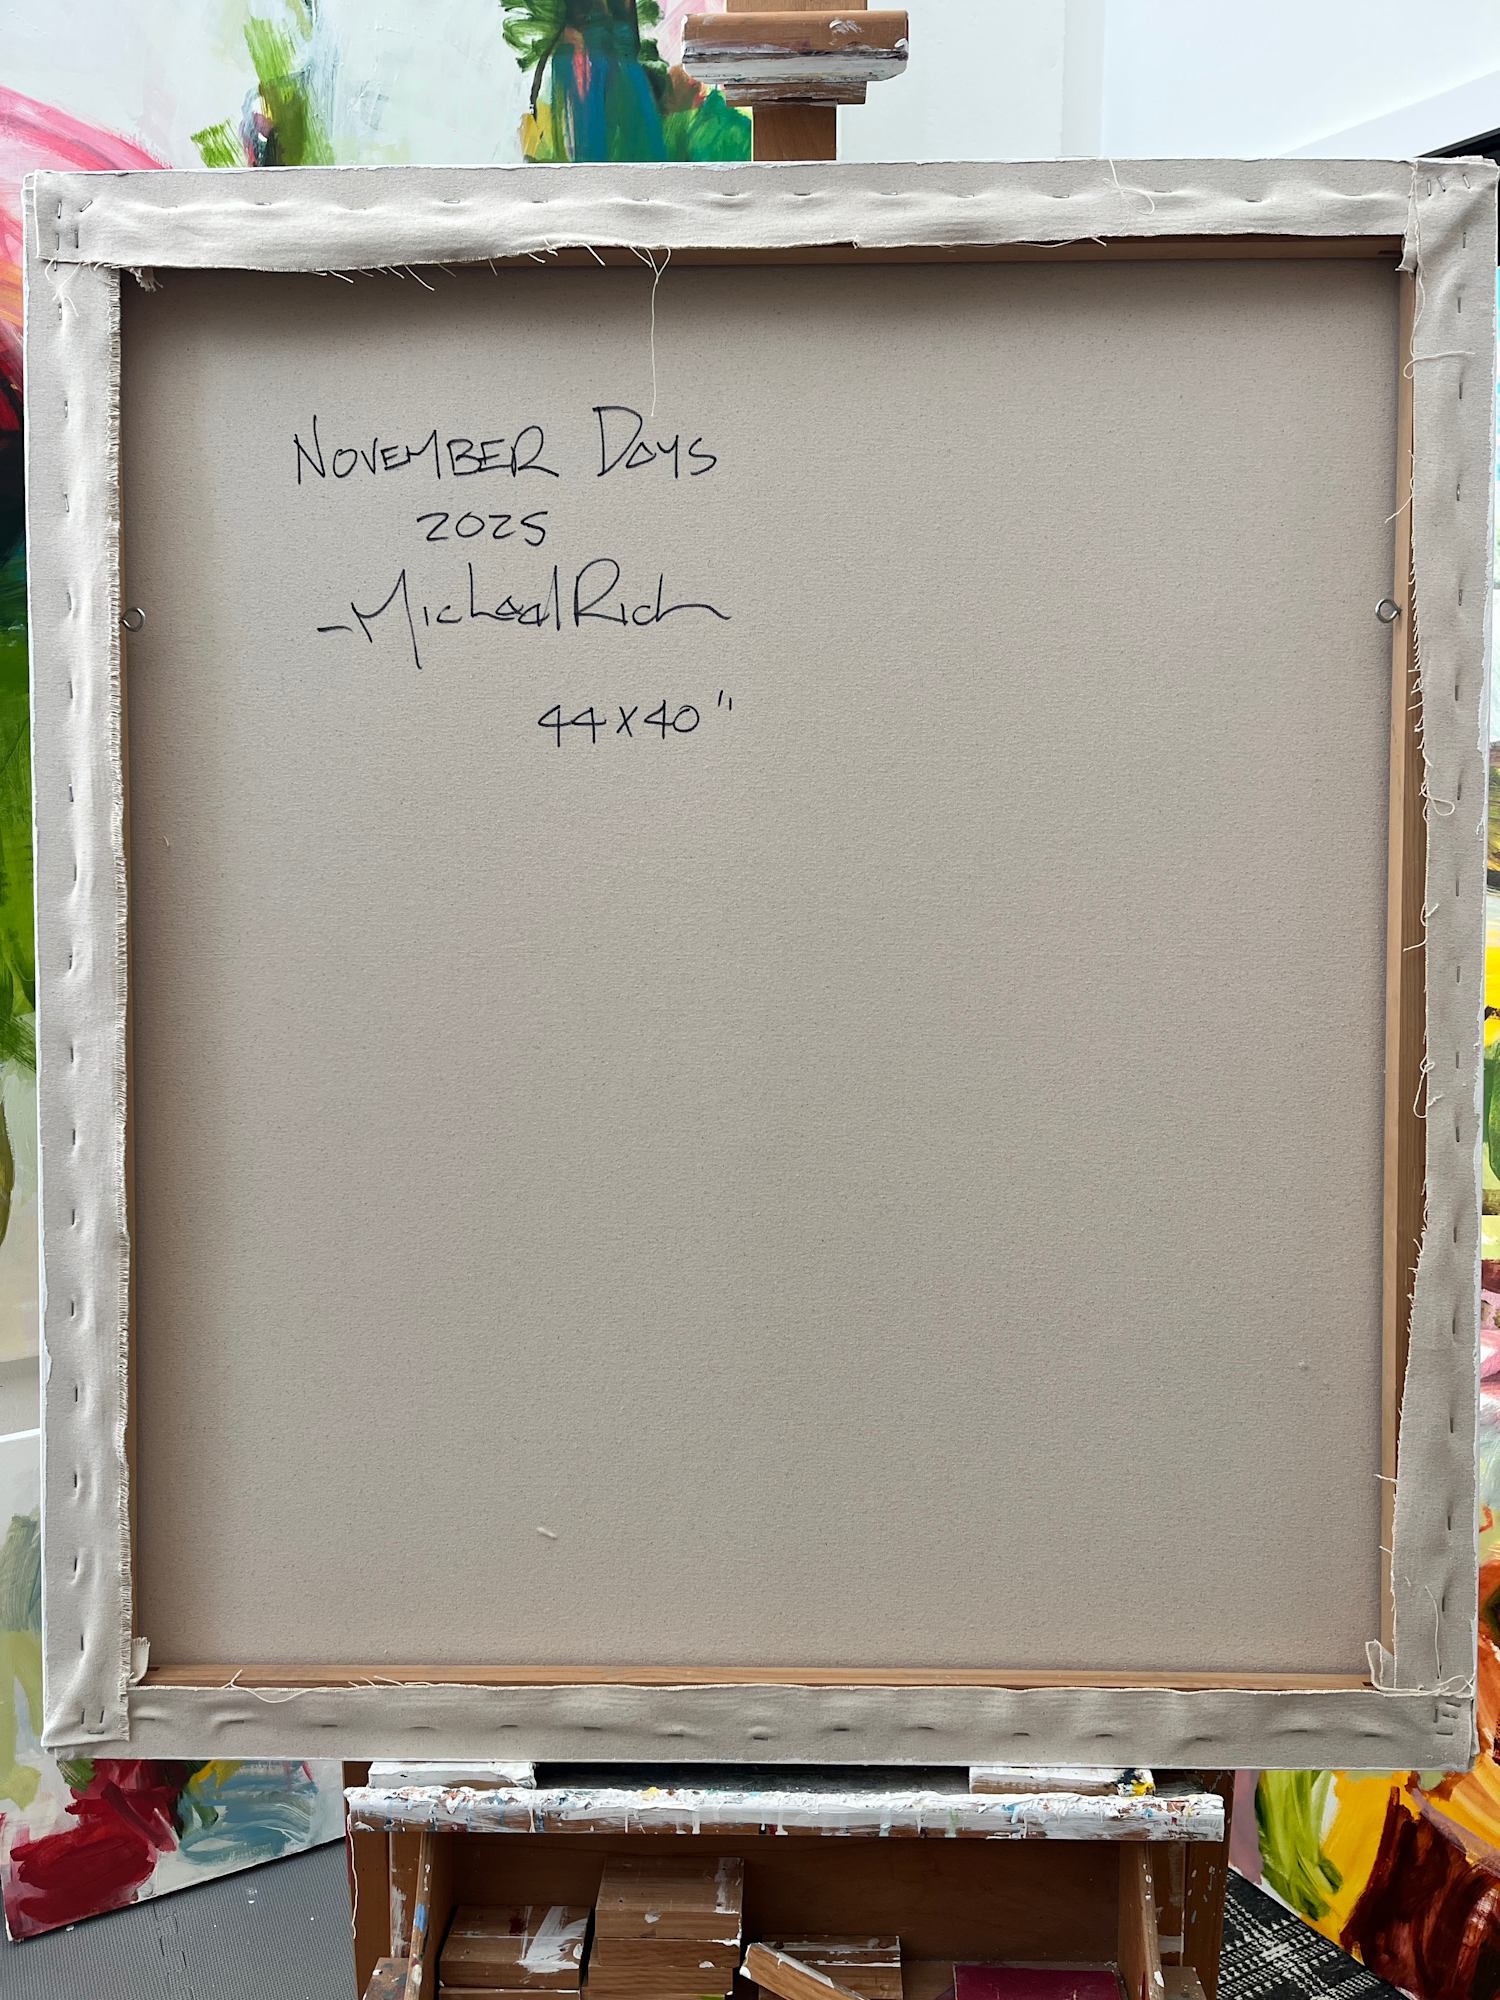 November Days
2025
- Michael Rich
44x40"